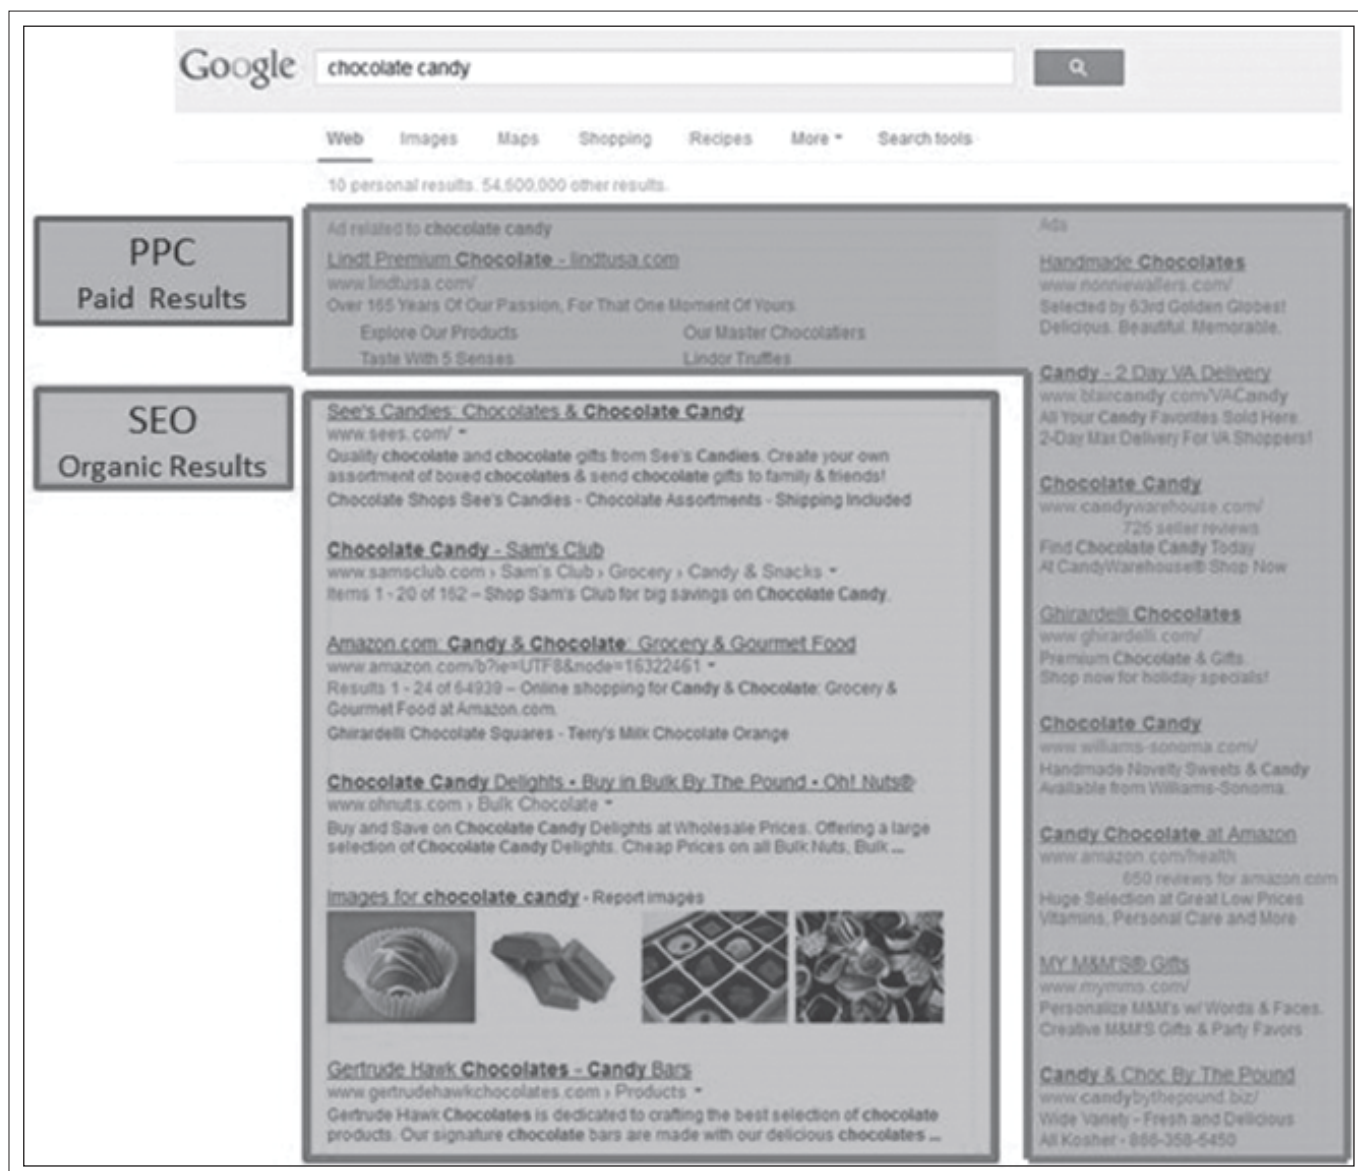 Google
chocolate candy
Web Images Maps Shopping Recipes More Search tools
10 personal results. 54,600,000 other results.
PPC
Paid Results
Ad related to chocolate candy
Lindt Premium Chocolate - lindtusa.com
www.lindtusa.com/
Over 165 Years Of Our Passion, For That One Moment Of Yours.
Explore Our Products Our Master Chocolatiers
Taste With 5 Senses Lindor Truffles
SEO
Organic Results
See's Candies: Chocolates & Chocolate Candy
www.sees.com/
Quality chocolate and chocolate gifts from See's Candies. Create your own
assortment of boxed chocolates & send chocolate gifts to family & friends!
Chocolate Shops See's Candies - Chocolate Assortments - Shipping Included
Chocolate Candy - Sam's Club
www.samsclub.com › Sam's Club › Grocery › Candy & Snacks
Items 1 - 20 of 162 – Shop Sam's Club for big savings on Chocolate Candy.
Amazon.com: Candy & Chocolate: Grocery & Gourmet Food
www.amazon.com/b?ie=UTF8&node=16322461
Results 1 - 24 of 64939 – Online shopping for Candy & Chocolate: Grocery &
Gourmet Food at Amazon.com.
Ghirardelli Chocolate Squares - Terry's Milk Chocolate Orange
Chocolate Candy Delights • Buy in Bulk By The Pound • Oh! Nuts®
www.ohnuts.com › Bulk Chocolate
Buy and Save on Chocolate Candy Delights at Wholesale Prices. Offering a large
selection of Chocolate Candy Delights. Cheap Prices on all Bulk Nuts, Bulk ...
Images for chocolate candy - Report images
Gertrude Hawk Chocolates - Candy Bars
www.gertrudehawkchocolates.com › Products
Gertrude Hawk Chocolates is dedicated to crafting the best selection of chocolate
products. Our signature chocolate bars are made with our delicious chocolates ...
Ads
Handmade Chocolates
www.nonniewallers.com/
Selected by 63rd Golden Globes!
Delicious. Beautiful. Memorable.
Candy - 2 Day VA Delivery
www.blaircandy.com/VACandy
All Your Candy Favorites Sold Here.
2-Day Max Delivery For VA Shoppers!
Chocolate Candy
www.candywarehouse.com/
726 seller reviews
Find Chocolate Candy Today
At CandyWarehouse® Shop Now
Ghirardelli Chocolates
www.ghirardelli.com/
Premium Chocolate & Gifts.
Shop now for holiday specials!
Chocolate Candy
www.williams-sonoma.com/
Handmade Novelty Sweets & Candy
Available from Williams-Sonoma.
Candy Chocolate at Amazon
www.amazon.com/health
650 reviews for amazon.com
Huge Selection at Great Low Prices
Vitamins, Personal Care and More
MY M&M'S® Gifts
www.mymms.com/
Personalize M&M's w/ Words & Faces.
Creative M&M'S Gifts & Party Favors
Candy & Choc By The Pound
www.candybythepound.biz/
Wide Variety - Fresh and Delicious
All Kosher - 866-358-5450